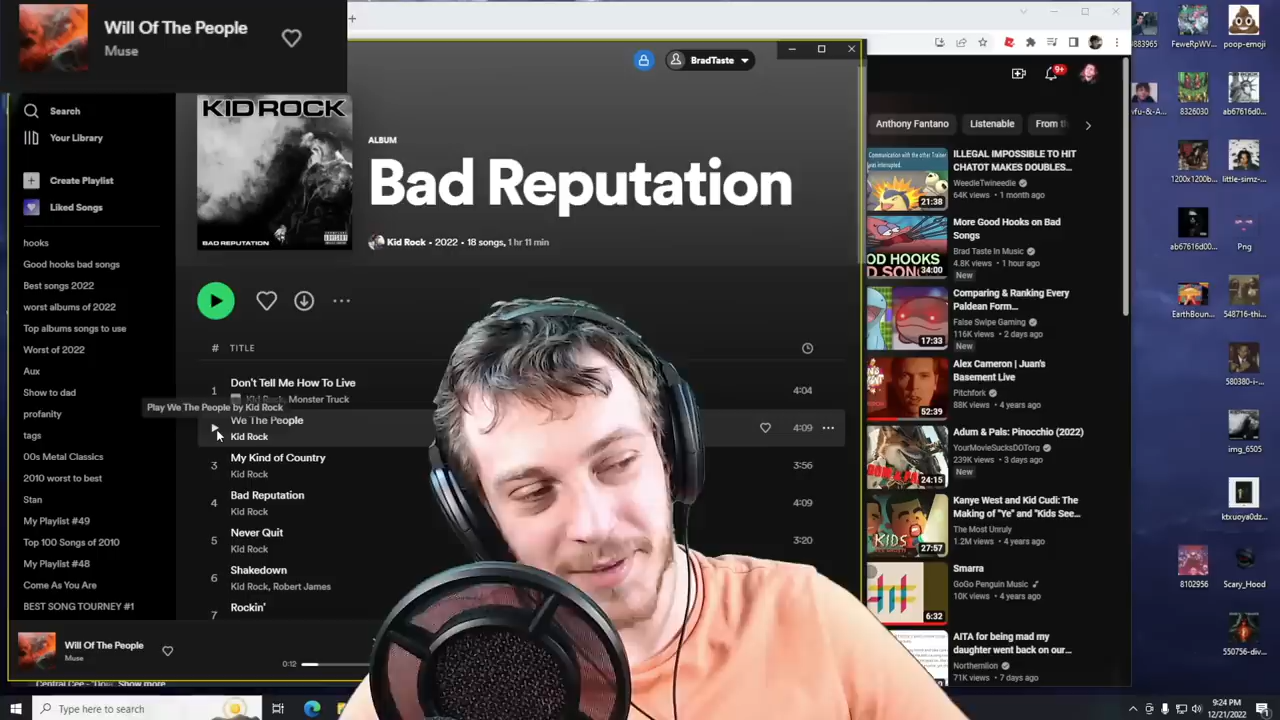 Will Of The People
Muse
BradTaste
KID ROCK
BAD REPUTATION
ALBUM
Bad Reputation
Kid Rock • 2022 • 18 songs, 1 hr 11 min
Search
Your Library
Create Playlist
Liked Songs
hooks
Good hooks bad songs
Best songs 2022
worst albums of 2022
Top albums songs to use
Worst of 2022
Aux
Show to dad
profanity
tags
00s Metal Classics
2010 worst to best
Stan
My Playlist #49
Top 100 Songs of 2010
My Playlist #48
Come As You Are
BEST SONG TOURNEY #1
# TITLE
1 Don't Tell Me How To Live 4:04
Kid Rock, Monster Truck
Play We The People by Kid Rock
We The People 4:09
Kid Rock
3 My Kind of Country 3:56
Kid Rock
4 Bad Reputation 4:09
Kid Rock
5 Never Quit 3:20
Kid Rock
6 Shakedown
Kid Rock, Robert James
7 Rockin'
Will Of The People
Muse
0:12
Show more
9+
Anthony Fantano Listenable From th
ILLEGAL IMPOSSIBLE TO HIT
CHATOT MAKES DOUBLES...
WeedleTwineedle
64K views • 1 month ago
21:38
More Good Hooks on Bad
Songs
Brad Taste In Music
4.8K views • 1 hour ago
New
34:00
Comparing & Ranking Every
Paldean Form...
False Swipe Gaming
116K views • 2 days ago
New
17:33
Alex Cameron | Juan's
Basement Live
Pitchfork
88K views • 4 years ago
52:39
Adum & Pals: Pinocchio (2022)
YourMovieSucksDOTorg
239K views • 3 days ago
New
24:15
Kanye West and Kid Cudi: The
Making of "Ye" and "Kids See...
The Most Unruly
1.2M views • 4 years ago
KIDS
27:57
Smarra
GoGo Penguin Music
10K views • 4 years ago
6:32
AITA for being mad my
daughter went back on our...
Northernlion
71K views • 7 days ago
883965
FeweRpWV...
poop-emoji
8326030
ab67616d0...
1200x1200b...
little-simz-...
ab67616d00...
Png
EarthBoun...
548716-thi...
580380-i-...
img_6505
ktxuoya0dz...
8102956
Scary_Hood
550756-div...
Type here to search
9:24 PM
12/21/2022